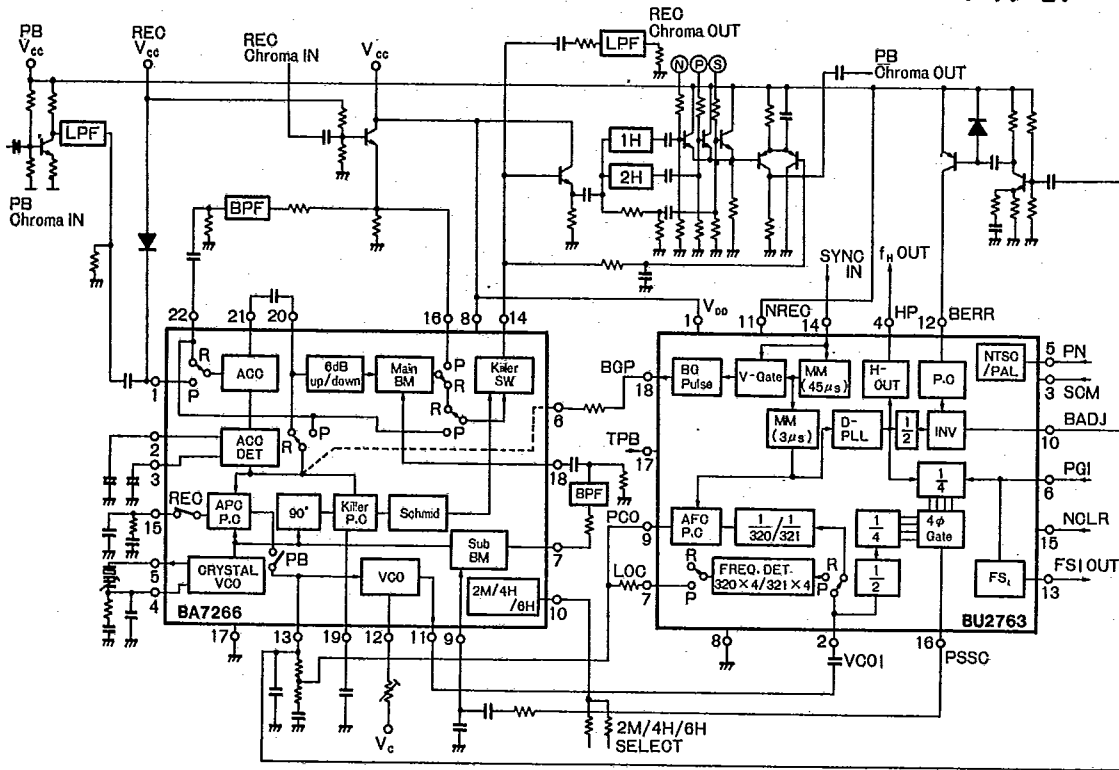 PB
Vcc
REC
Vcc
REC
Chroma IN
Vcc
REC
Chroma OUT
LPF
N P S
PB
Chroma OUT
LPF
PB
Chroma IN
1H
2H
BPF
SYNC
IN
fH OUT
22
21
20
16
8
14
1
VDD
11
NREC
14
4
HP
12
BERR
R
P
ACC
6dB
up/down
Main
BM
P
R
R
P
Killer
SW.
1
R
P
BGP
18
BG
Pulse
V-Gate
MM
(45μs)
H-
OUT
P.C
NTSC
/PAL
5
PN
3
SCM
6
2
3
ACC
DET
MM
(3μs)
D-
PLL
1/2
INV
10
BADJ
TPB
17
18
BPF
15
REC
APC
P.C
90°
Killer
P.C
Schmid
1/4
6
PGI
PCO
9
AFC
P.C
1/320/1/321
1/4
4φ
Gate
15
NCLR
PB
Sub
BM
7
5
4
CRYSTAL
VCO
VCO
2M/4H
/6H
10
LOC
7
R
P
FREQ. DET.
320×4/321×4
R
P
1/2
FS1
13
FSI OUT
BA7266
BU2763
17
13
19
12
11
9
8
2
VCOI
16
PSSC
Vc
2M/4H/6H
SELECT